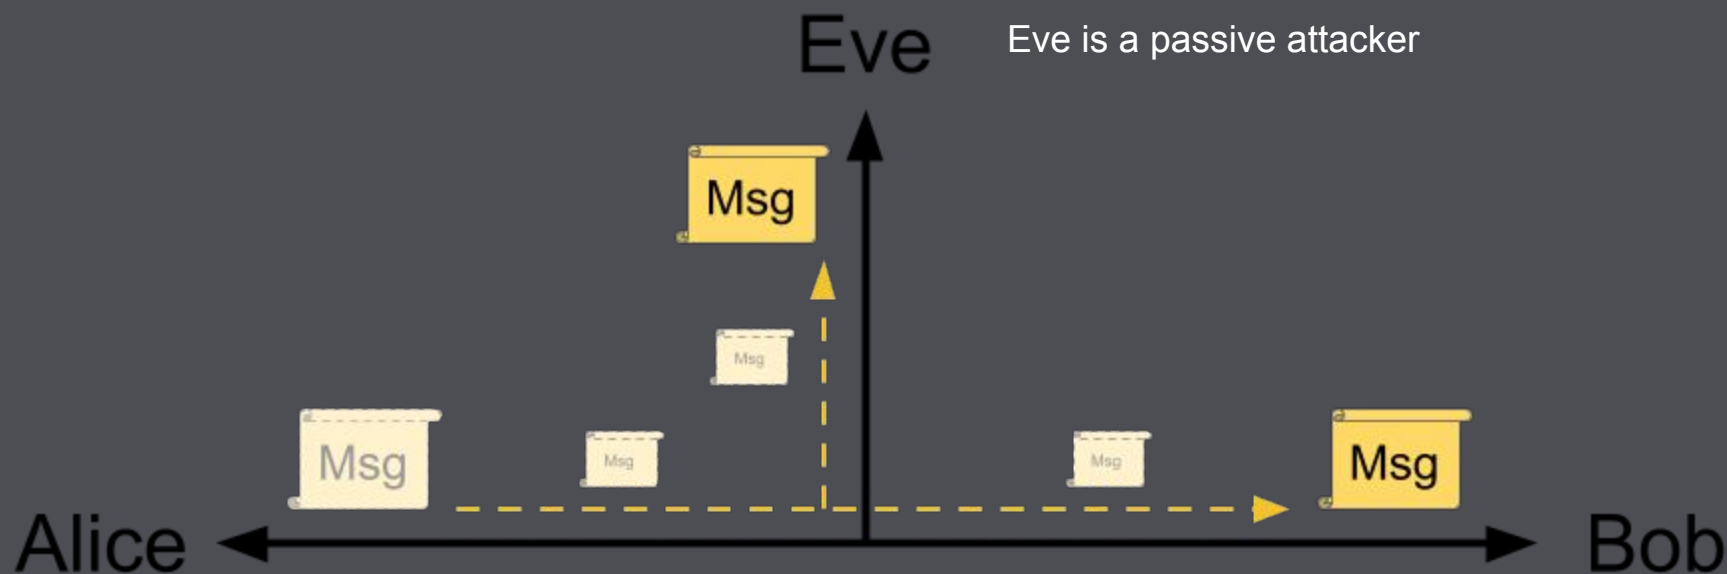 Eve
Eve is a passive attacker
Msg
Msg
Msg
Msg
Msg
Msg
Alice
Bob